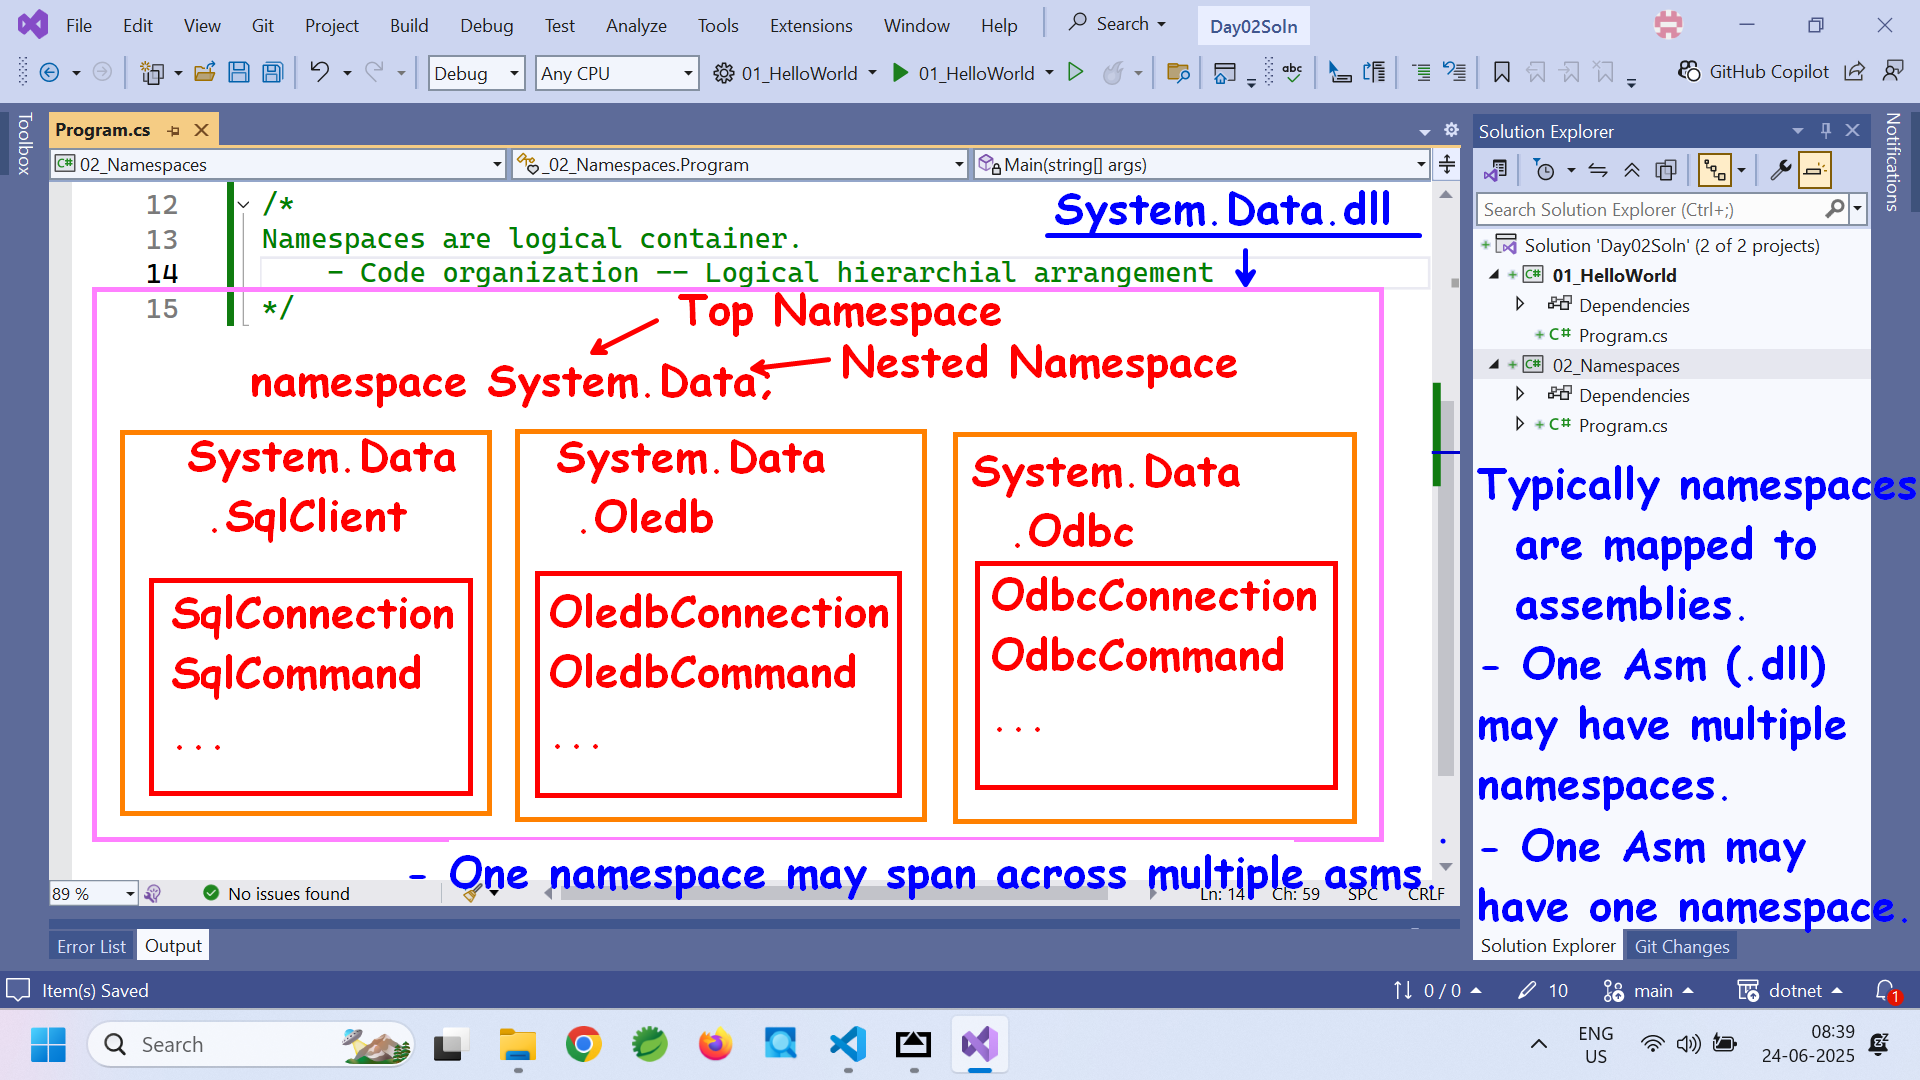 File Edit View Git Project Build Debug Test Analyze Tools Extensions Window Help Search Day02Soln
Debug Any CPU 01_HelloWorld 01_HelloWorld abc GitHub Copilot
Toolbox
Program.cs
C# 02_Namespaces _02_Namespaces.Program Main(string[] args)
12 /*
13 Namespaces are logical container.
14 - Code organization -- Logical hierarchial arrangement
15 */
System.Data.dll
Top Namespace
Nested Namespace
namespace System.Data;
System.Data
.SqlClient
SqlConnection
SqlCommand
...
System.Data
.Oledb
OledbConnection
OledbCommand
...
System.Data
.Odbc
OdbcConnection
OdbcCommand
...
- One namespace may span across multiple asms.
89 % No issues found Ln: 14 Ch: 59 SPC CRLF
Error List Output
Solution Explorer
Search Solution Explorer (Ctrl+;)
Solution 'Day02Soln' (2 of 2 projects)
C# 01_HelloWorld
Dependencies
C# Program.cs
C# 02_Namespaces
Dependencies
C# Program.cs
Typically namespaces
are mapped to
assemblies.
- One Asm (.dll)
may have multiple
namespaces.
- One Asm may
have one namespace.
Solution Explorer Git Changes
Notifications
Item(s) Saved 0 / 0 10 main dotnet 1
Search ENG 08:39
US 24-06-2025